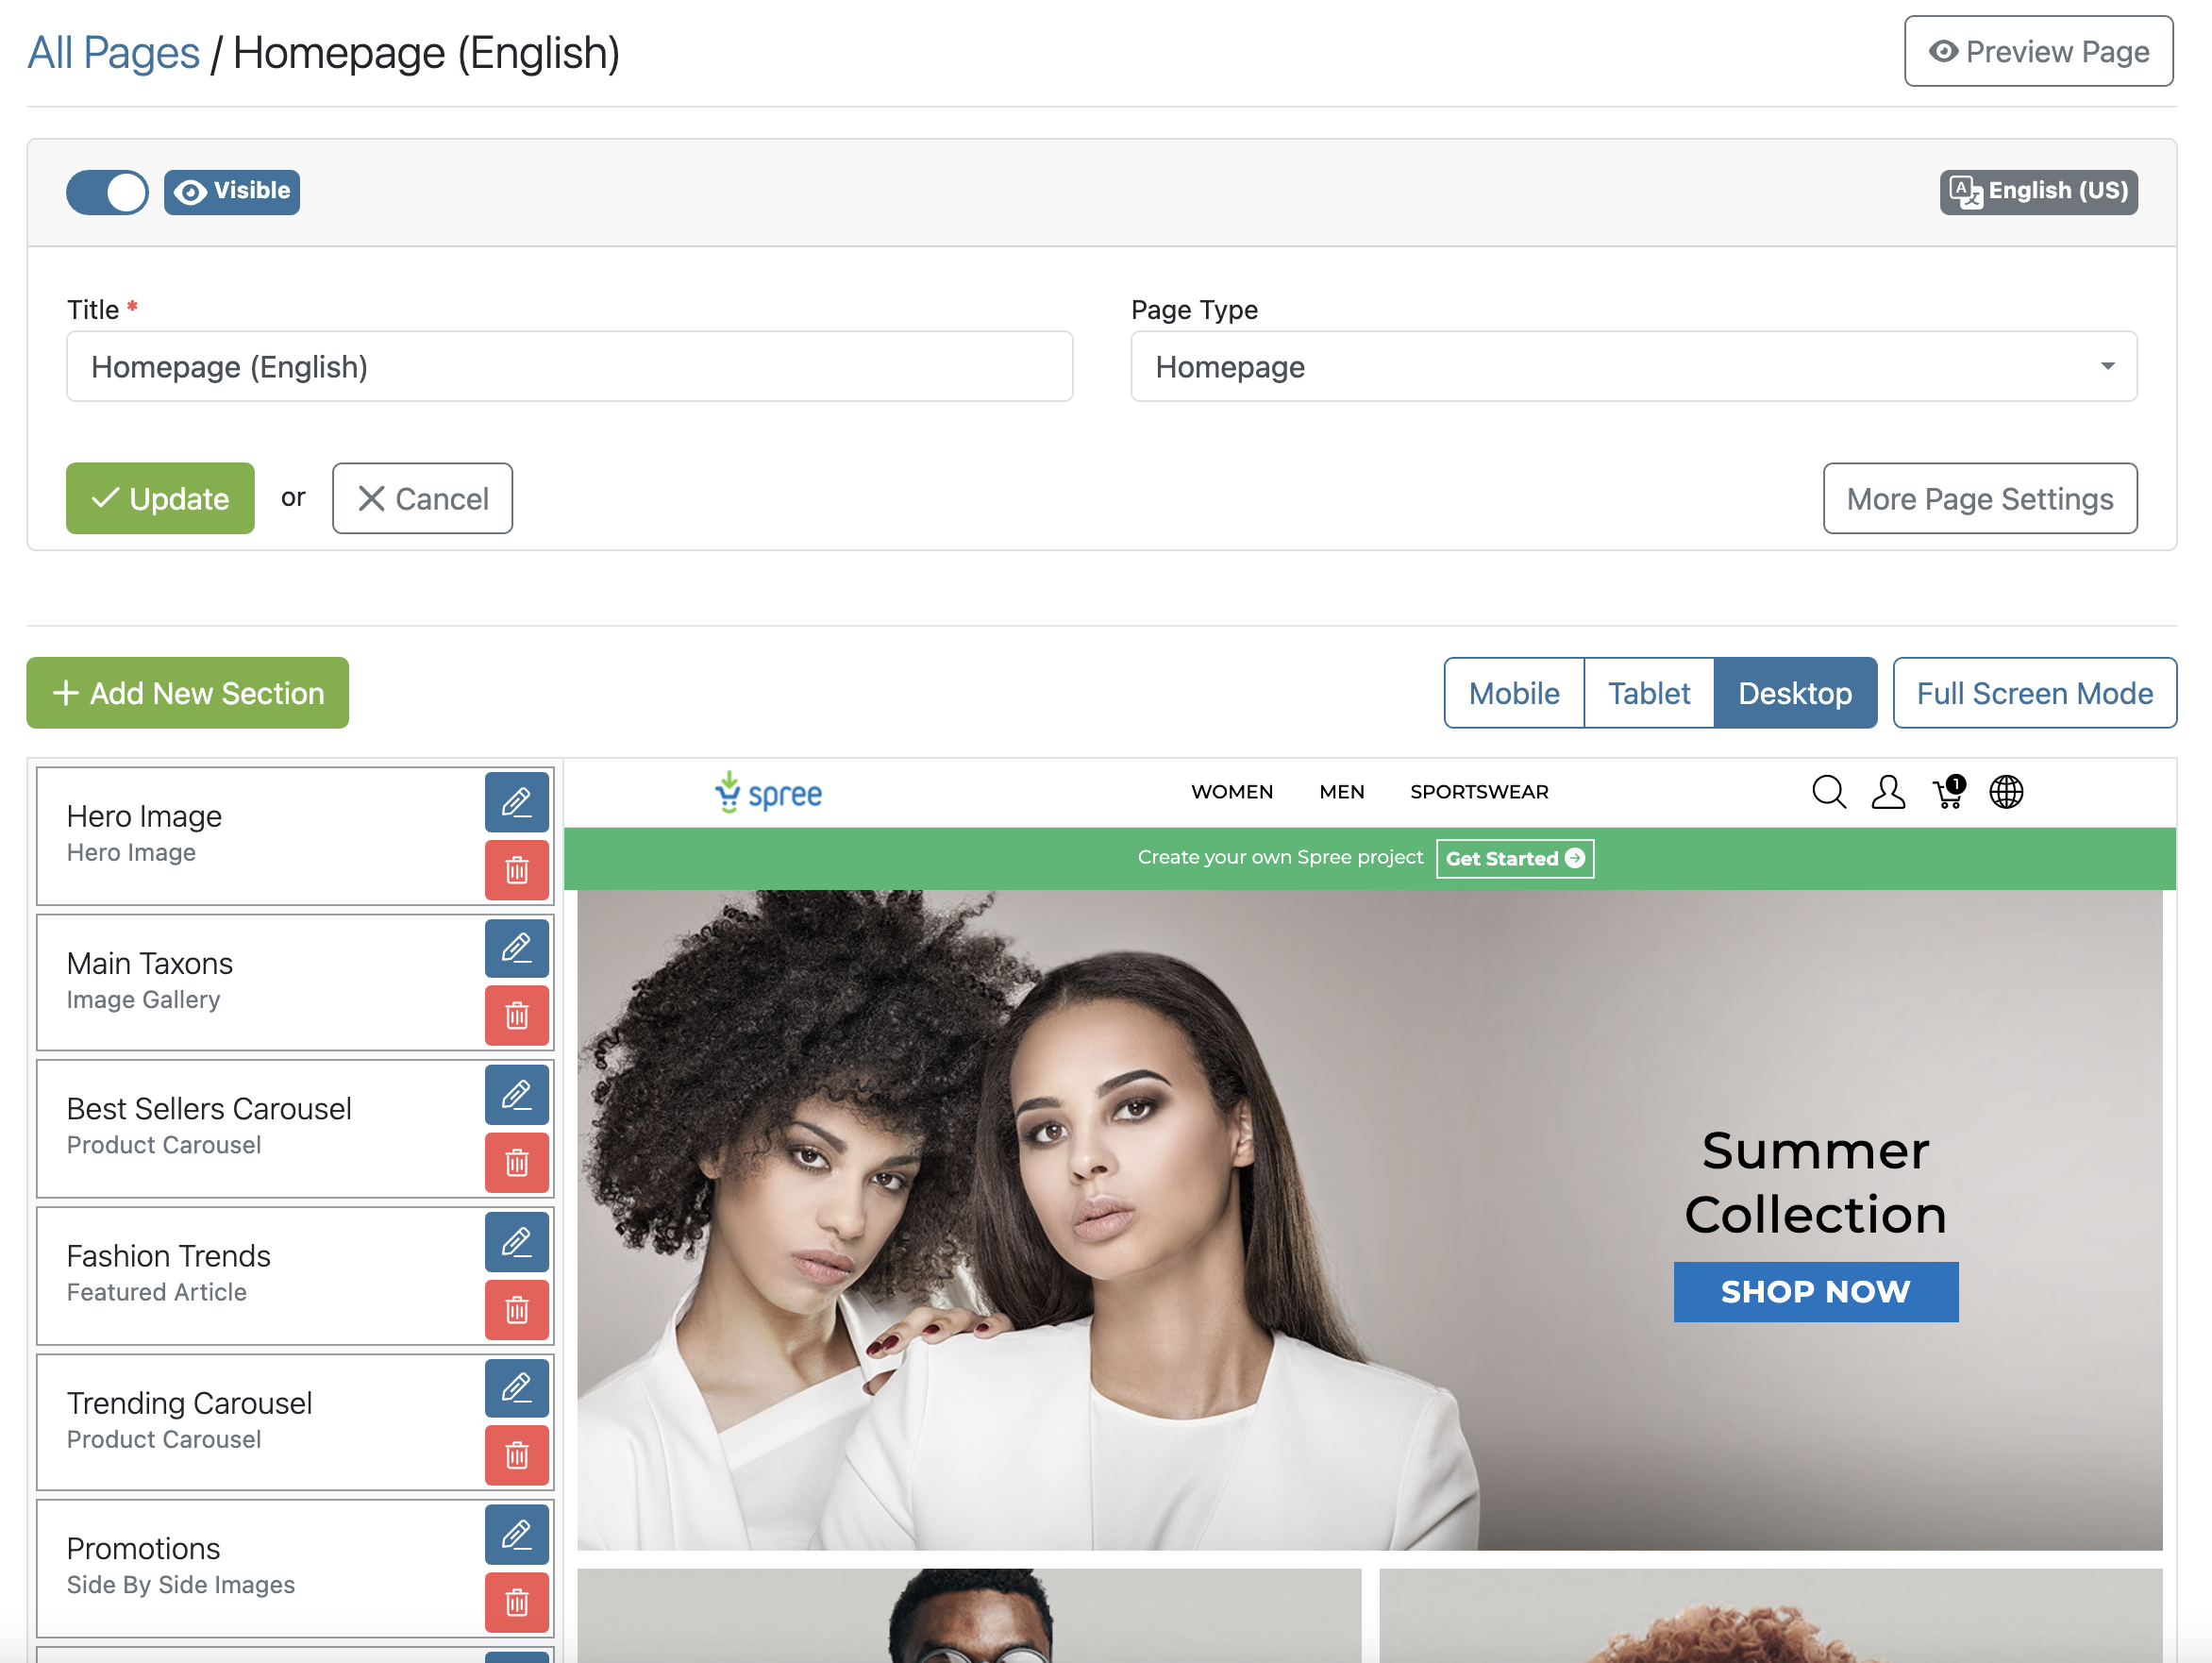 All Pages / Homepage (English)
Preview Page
Visible
English (US)
Title *
Page Type
Homepage (English)
Homepage
Update
or
Cancel
More Page Settings
Add New Section
Mobile
Tablet
Desktop
Full Screen Mode
Hero Image
Hero Image
Main Taxons
Image Gallery
Best Sellers Carousel
Product Carousel
Fashion Trends
Featured Article
Trending Carousel
Product Carousel
Promotions
Side By Side Images
spree
WOMEN
MEN
SPORTSWEAR
1
Create your own Spree project
Get Started
Summer
Collection
SHOP NOW